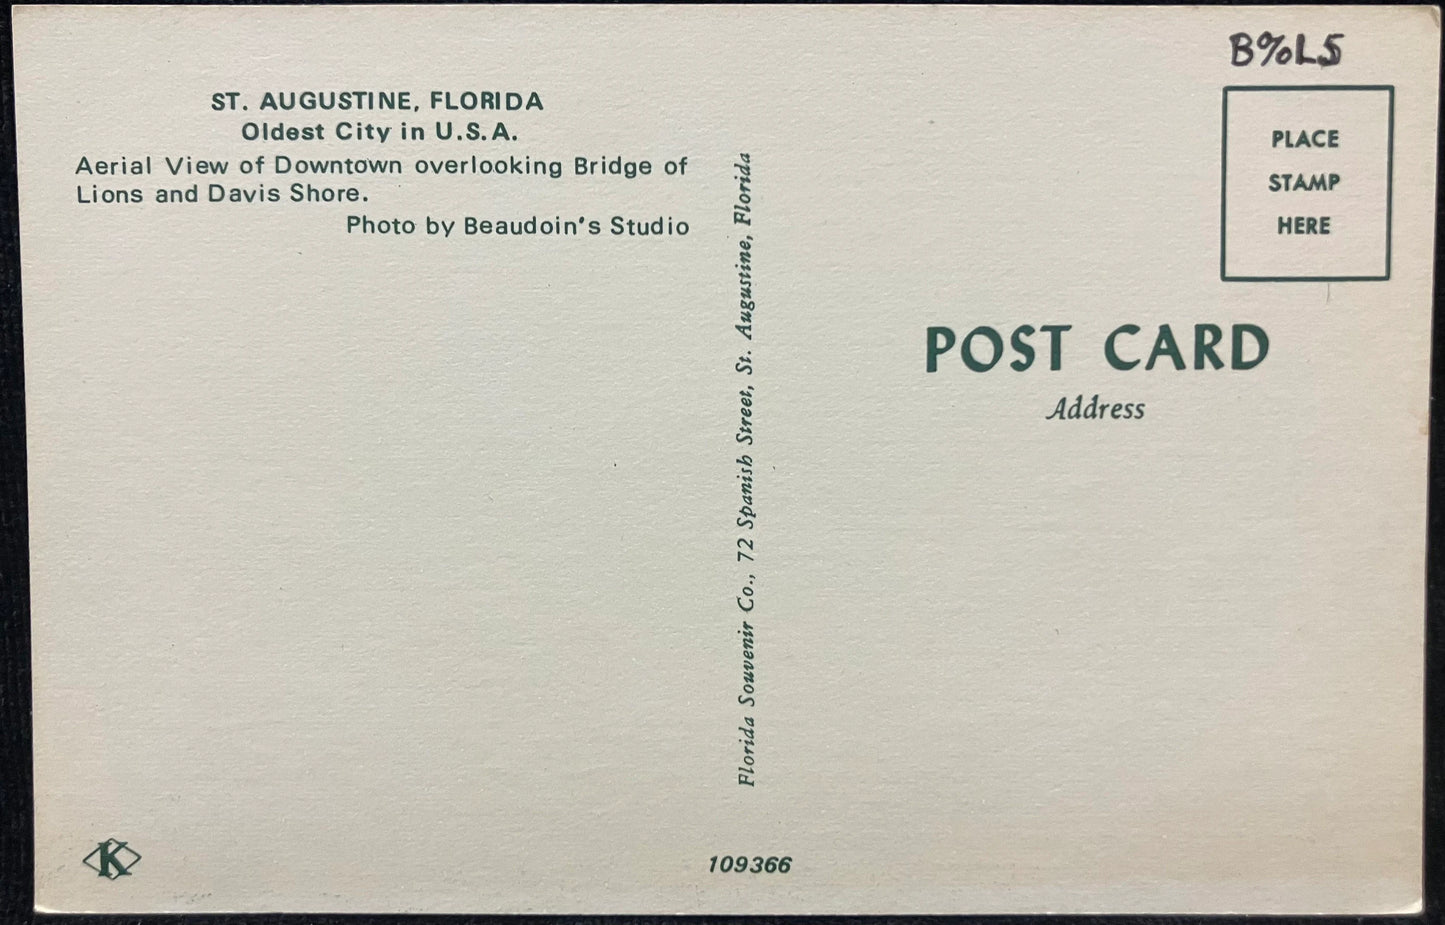 B%L5
ST. AUGUSTINE, FLORIDA
Oldest City in U.S.A.
Aerial View of Downtown overlooking Bridge of
Lions and Davis Shore.
Photo by Beaudoin's Studio
Florida Souvenir Co., 72 Spanish Street, St. Augustine, Florida
PLACE
STAMP
HERE
POST CARD
Address
K
109366